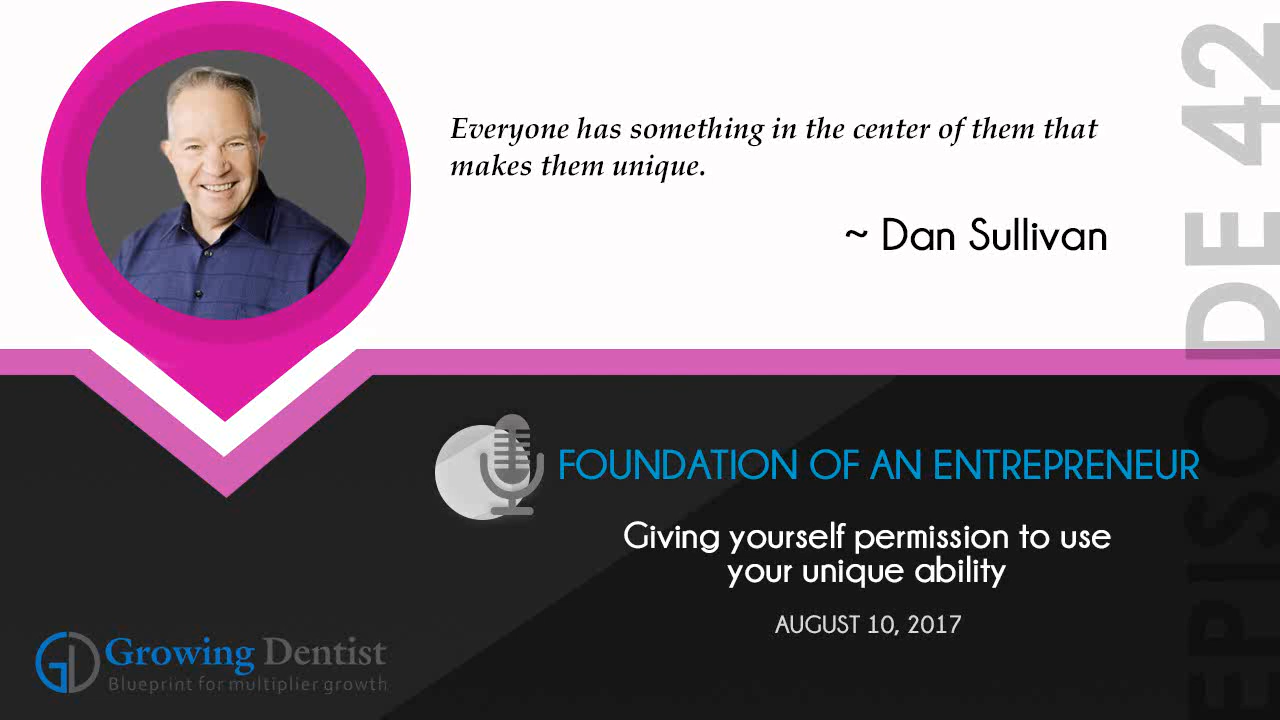 Everyone has something in the center of them that
makes them unique.
~ Dan Sullivan
EPISODE 42
FOUNDATION OF AN ENTREPRENEUR
Giving yourself permission to use
your unique ability
AUGUST 10, 2017
GD Growing Dentist
Blueprint for multiplier growth